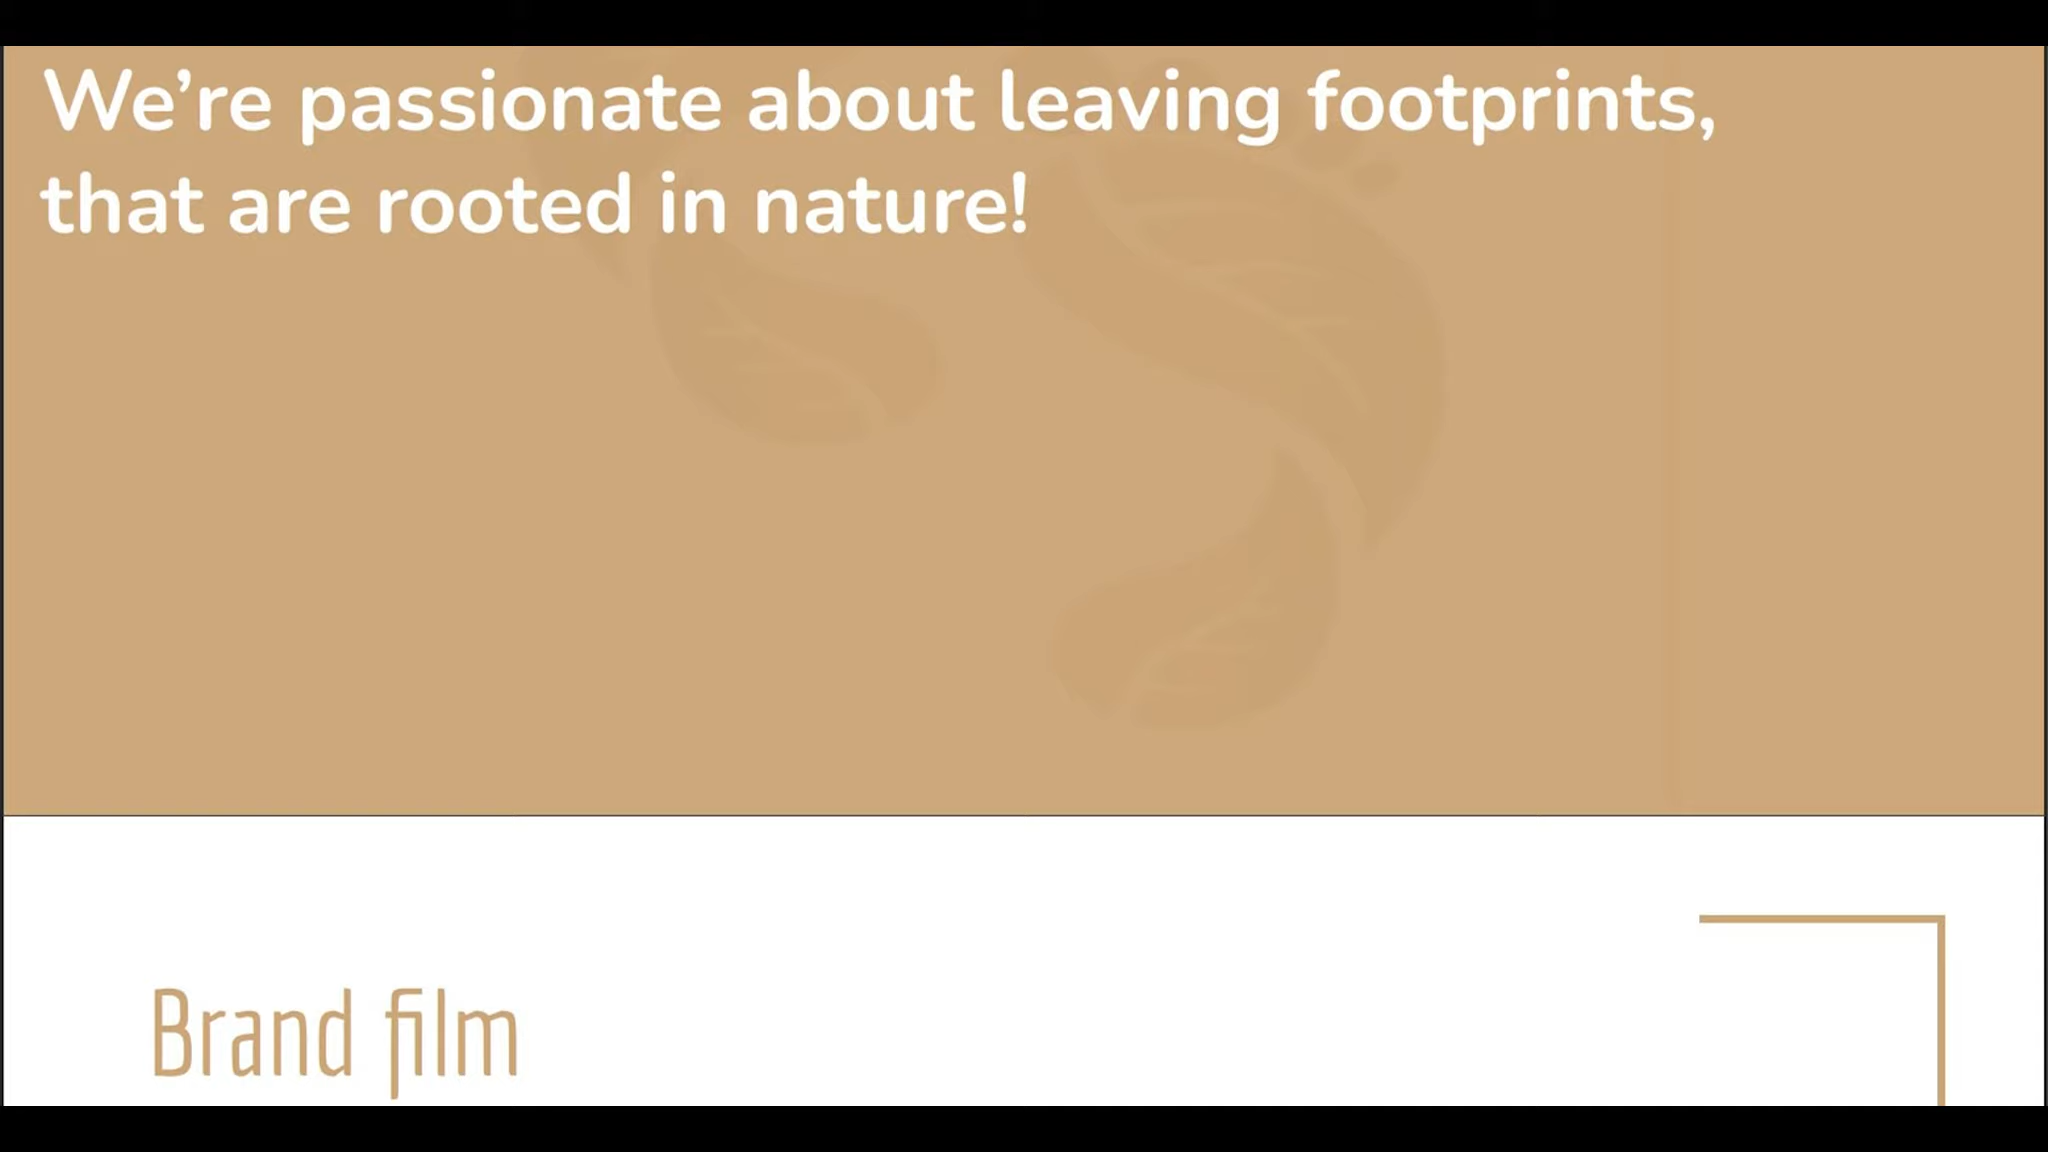 We’re passionate about leaving footprints,
that are rooted in nature!
Brand film